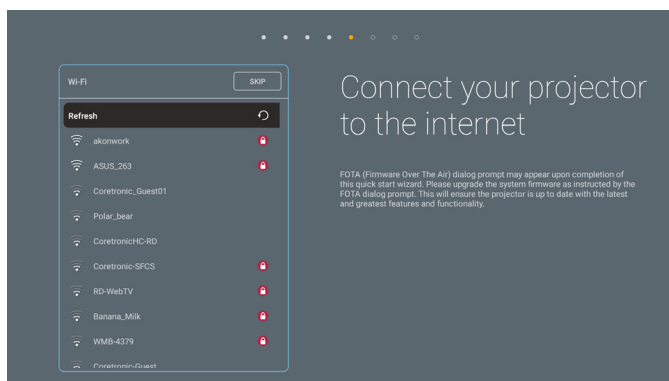 Wi-Fi
SKIP
Refresh
akonwork
ASUS_263
Coretronic_Guest01
Polar_bear
CoretronicHC-RD
Coretronic-SFCS
RD-WebTV
Banana_Milk
WMB-4379
Coretronic-Guest
Connect your projector
to the internet
FOTA (Firmware Over The Air) dialog prompt may appear upon completion of
this quick start wizard. Please upgrade the system firmware as instructed by the
FOTA dialog prompt. This will ensure the projector is up to date with the latest
and greatest features and functionality.